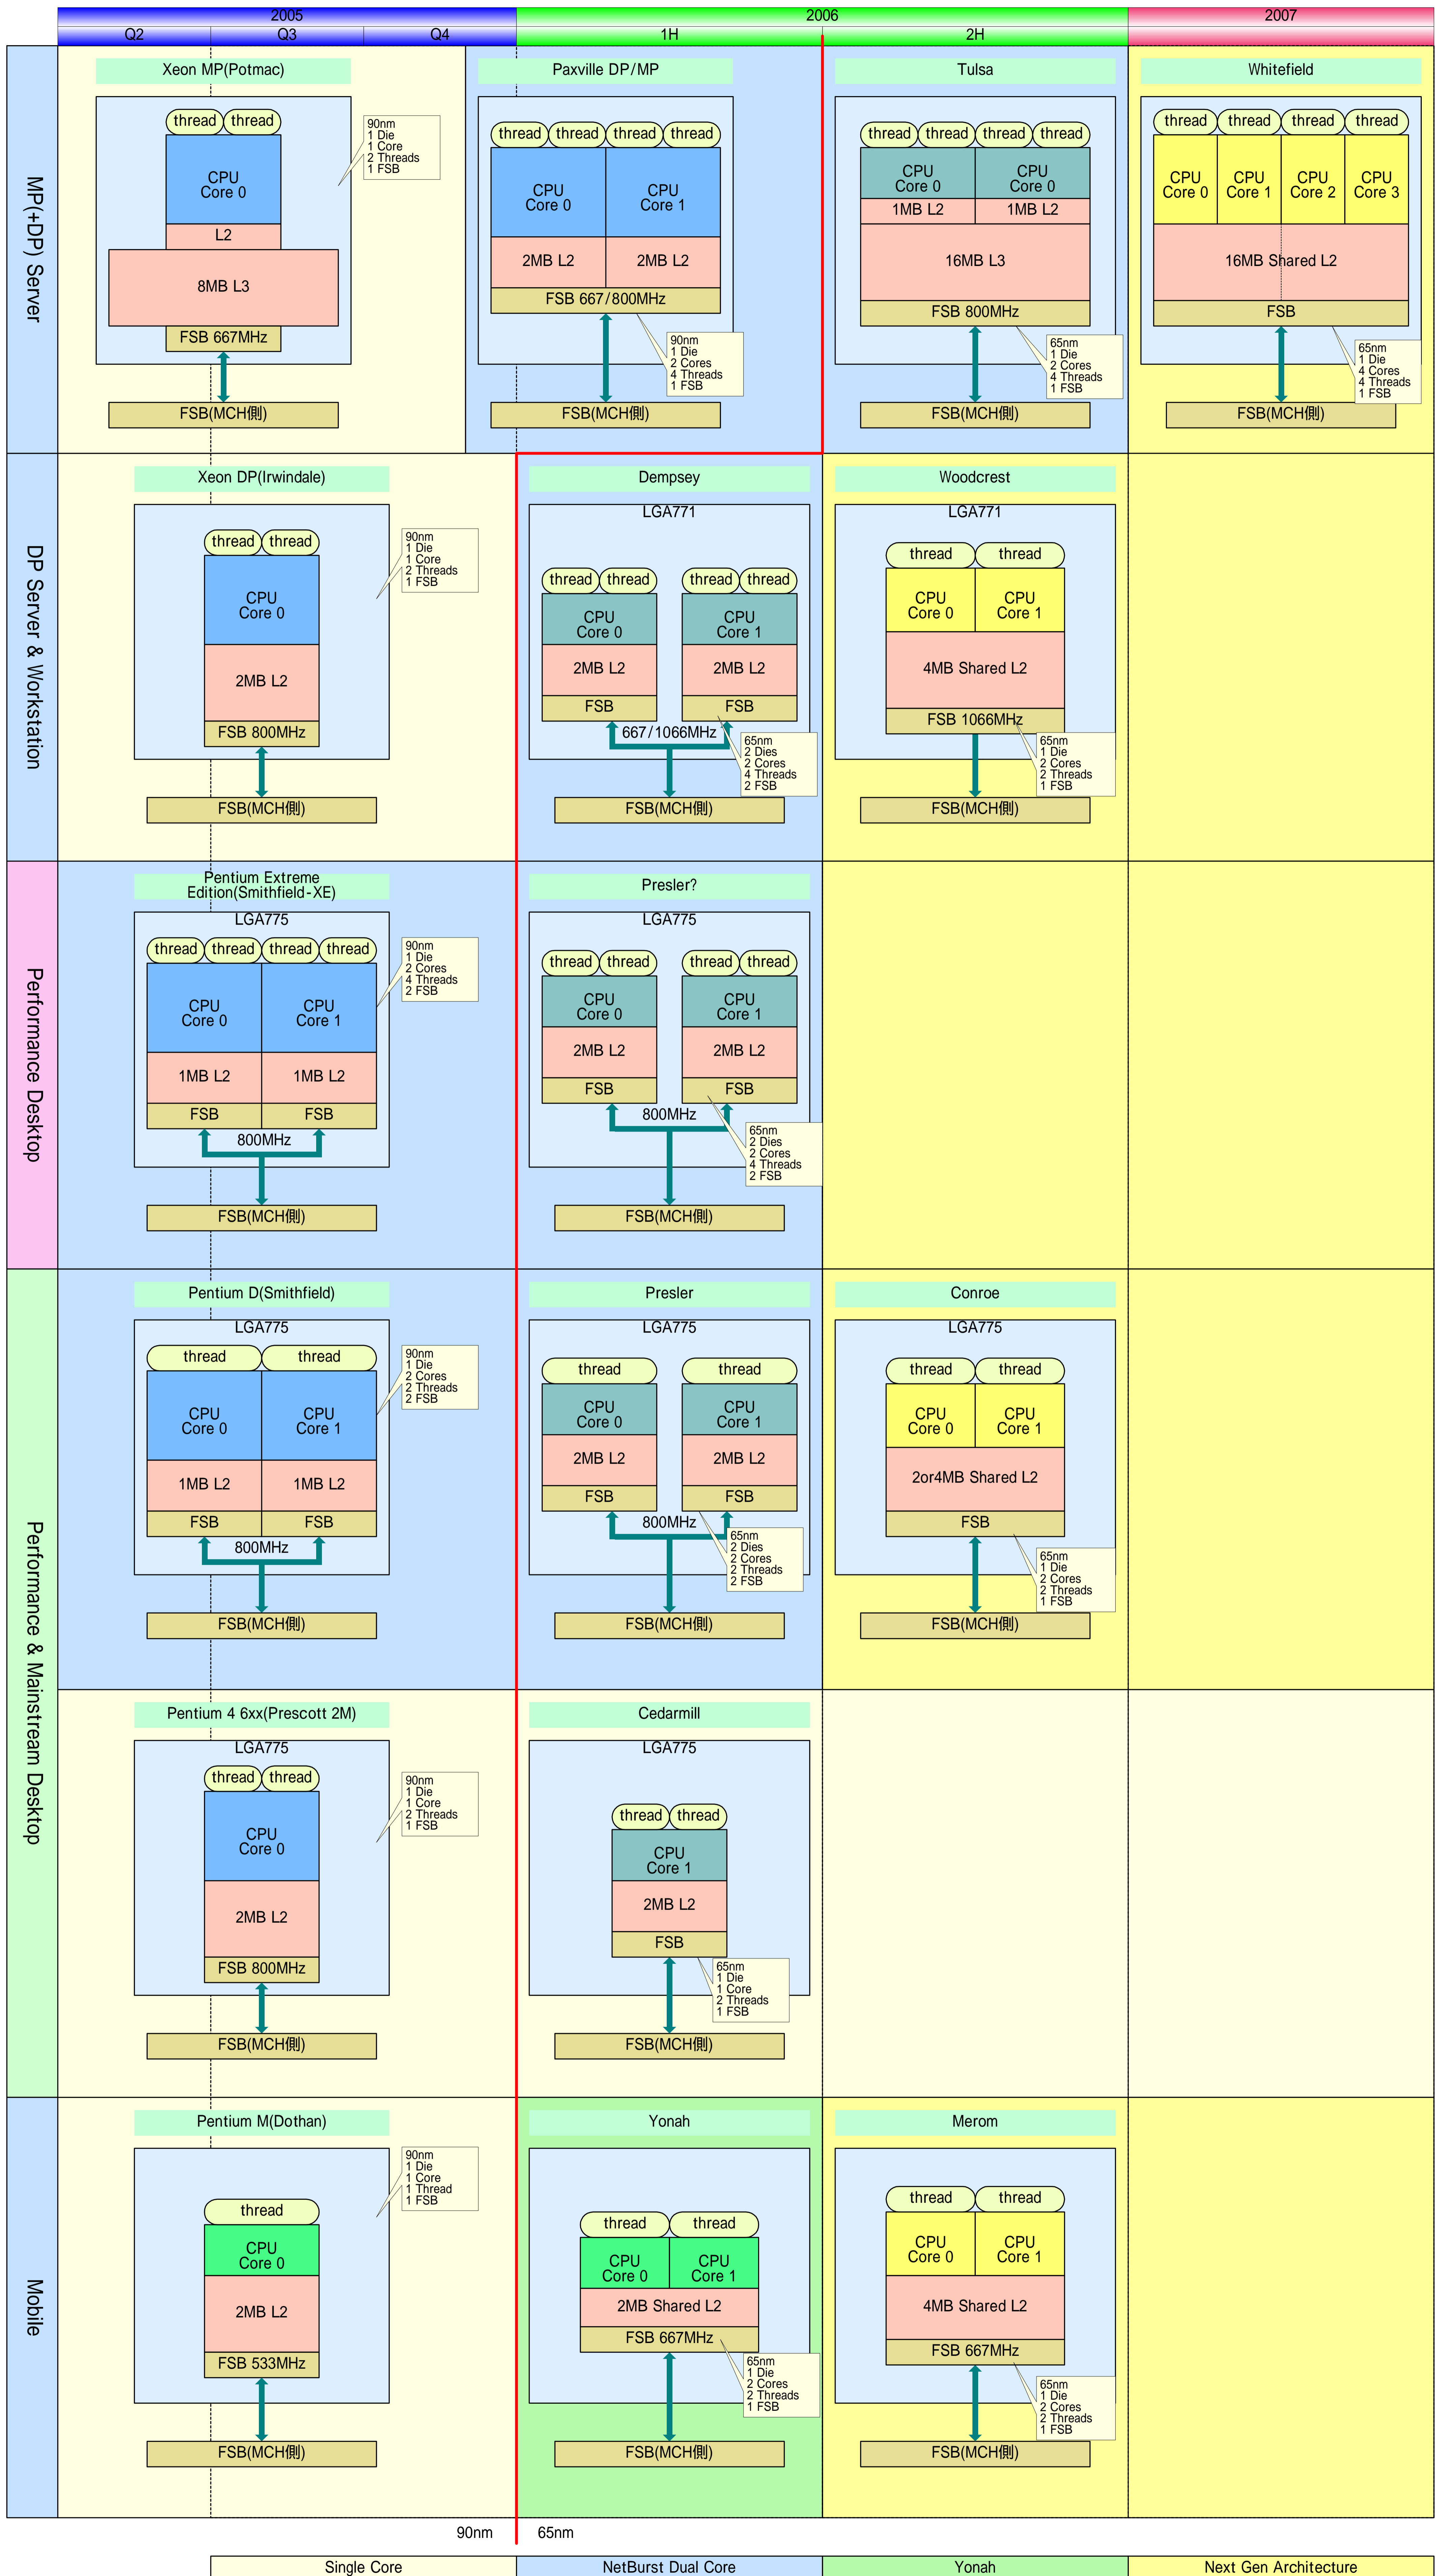 2005
2006
2007
Q2
Q3
Q4
1H
2H
MP(+DP) Server
Xeon MP(Potmac)
thread
thread
CPU
Core 0
L2
8MB L3
FSB 667MHz
FSB(MCH側)
90nm
1 Die
1 Core
2 Threads
1 FSB
Paxville DP/MP
thread
thread
thread
thread
CPU
Core 0
CPU
Core 1
2MB L2
2MB L2
FSB 667/800MHz
90nm
1 Die
2 Cores
4 Threads
1 FSB
FSB(MCH側)
Tulsa
thread
thread
thread
thread
CPU
Core 0
CPU
Core 0
1MB L2
1MB L2
16MB L3
FSB 800MHz
65nm
1 Die
2 Cores
4 Threads
1 FSB
FSB(MCH側)
Whitefield
thread
thread
thread
thread
CPU
Core 0
CPU
Core 1
CPU
Core 2
CPU
Core 3
16MB Shared L2
FSB
65nm
1 Die
4 Cores
4 Threads
1 FSB
FSB(MCH側)
DP Server & Workstation
Xeon DP(Irwindale)
thread
thread
CPU
Core 0
2MB L2
FSB 800MHz
90nm
1 Die
1 Core
2 Threads
1 FSB
FSB(MCH側)
Dempsey
LGA771
thread
thread
thread
thread
CPU
Core 0
CPU
Core 1
2MB L2
2MB L2
FSB
FSB
667/1066MHz
65nm
2 Dies
2 Cores
4 Threads
2 FSB
FSB(MCH側)
Woodcrest
LGA771
thread
thread
CPU
Core 0
CPU
Core 1
4MB Shared L2
FSB 1066MHz
65nm
1 Die
2 Cores
2 Threads
1 FSB
FSB(MCH側)
Performance Desktop
Pentium Extreme
Edition(Smithfield-XE)
LGA775
thread
thread
thread
thread
CPU
Core 0
CPU
Core 1
1MB L2
1MB L2
FSB
FSB
800MHz
90nm
1 Die
2 Cores
4 Threads
2 FSB
FSB(MCH側)
Presler?
LGA775
thread
thread
thread
thread
CPU
Core 0
CPU
Core 1
2MB L2
2MB L2
FSB
FSB
800MHz
65nm
2 Dies
2 Cores
4 Threads
2 FSB
FSB(MCH側)
Performance & Mainstream Desktop
Pentium D(Smithfield)
LGA775
thread
thread
CPU
Core 0
CPU
Core 1
1MB L2
1MB L2
FSB
FSB
800MHz
90nm
1 Die
2 Cores
2 Threads
2 FSB
FSB(MCH側)
Presler
LGA775
thread
thread
CPU
Core 0
CPU
Core 1
2MB L2
2MB L2
FSB
FSB
800MHz
65nm
2 Dies
2 Cores
2 Threads
2 FSB
FSB(MCH側)
Conroe
LGA775
thread
thread
CPU
Core 0
CPU
Core 1
2or4MB Shared L2
FSB
65nm
1 Die
2 Cores
2 Threads
1 FSB
FSB(MCH側)
Pentium 4 6xx(Prescott 2M)
LGA775
thread
thread
CPU
Core 0
2MB L2
FSB 800MHz
90nm
1 Die
1 Core
2 Threads
1 FSB
FSB(MCH側)
Cedarmill
LGA775
thread
thread
CPU
Core 1
2MB L2
FSB
65nm
1 Die
1 Core
2 Threads
1 FSB
FSB(MCH側)
Mobile
Pentium M(Dothan)
thread
CPU
Core 0
2MB L2
FSB 533MHz
90nm
1 Die
1 Core
1 Thread
1 FSB
FSB(MCH側)
Yonah
thread
thread
CPU
Core 0
CPU
Core 1
2MB Shared L2
FSB 667MHz
65nm
1 Die
2 Cores
2 Threads
1 FSB
FSB(MCH側)
Merom
thread
thread
CPU
Core 0
CPU
Core 1
4MB Shared L2
FSB 667MHz
65nm
1 Die
2 Cores
2 Threads
1 FSB
FSB(MCH側)
90nm
65nm
Single Core
NetBurst Dual Core
Yonah
Next Gen Architecture